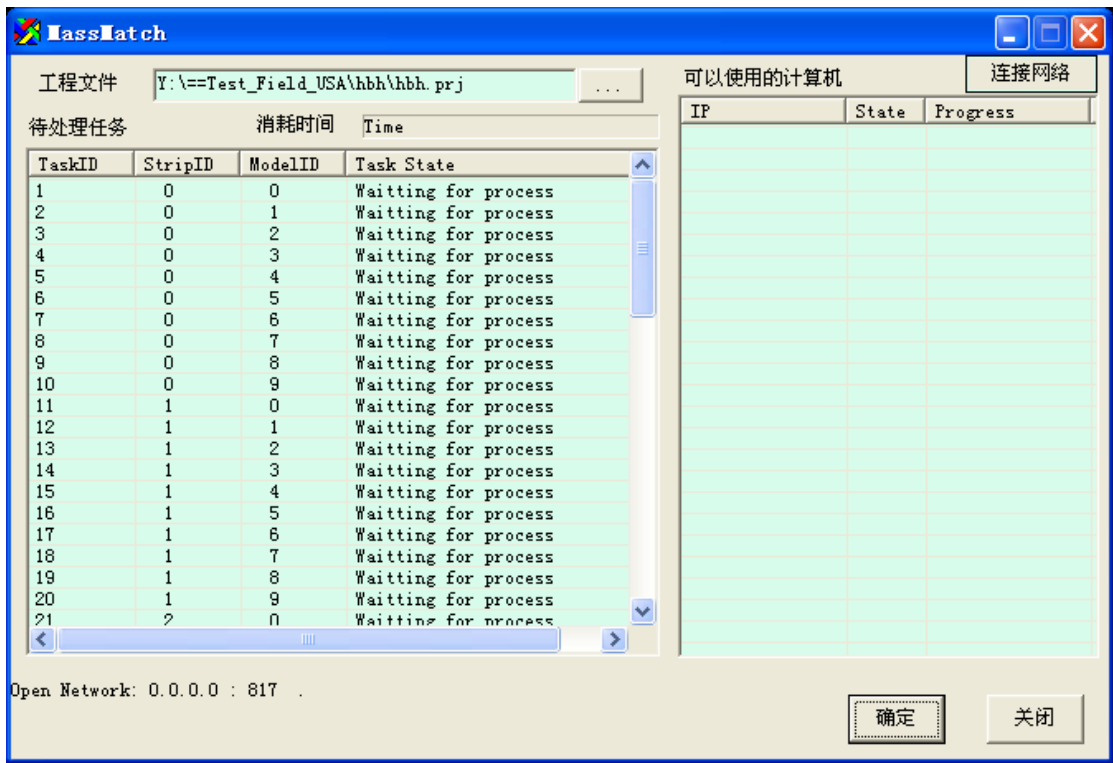 MassMatch
工程文件 Y:\==Test_Field_USA\hbh\hbh.prj ...
待处理任务 消耗时间 Time
TaskID StripID ModelID Task State
1 0 0 Waitting for process
2 0 1 Waitting for process
3 0 2 Waitting for process
4 0 3 Waitting for process
5 0 4 Waitting for process
6 0 5 Waitting for process
7 0 6 Waitting for process
8 0 7 Waitting for process
9 0 8 Waitting for process
10 0 9 Waitting for process
11 1 0 Waitting for process
12 1 1 Waitting for process
13 1 2 Waitting for process
14 1 3 Waitting for process
15 1 4 Waitting for process
16 1 5 Waitting for process
17 1 6 Waitting for process
18 1 7 Waitting for process
19 1 8 Waitting for process
20 1 9 Waitting for process
21 2 0 Waitting for process
可以使用的计算机 连接网络
IP State Progress
Open Network: 0.0.0.0 : 817 .
确定 关闭